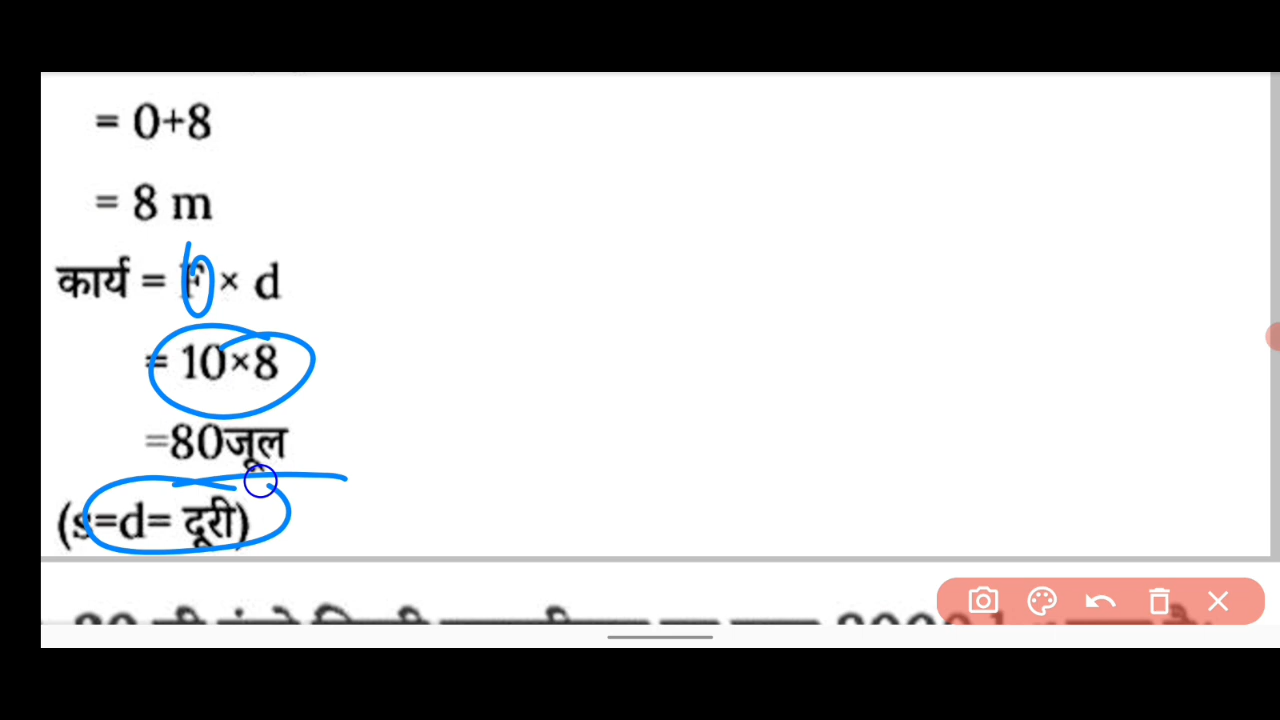 = 0+8
= 8 m
कार्य = F × d
= 10×8
=80जूल
(s=d= दूरी)